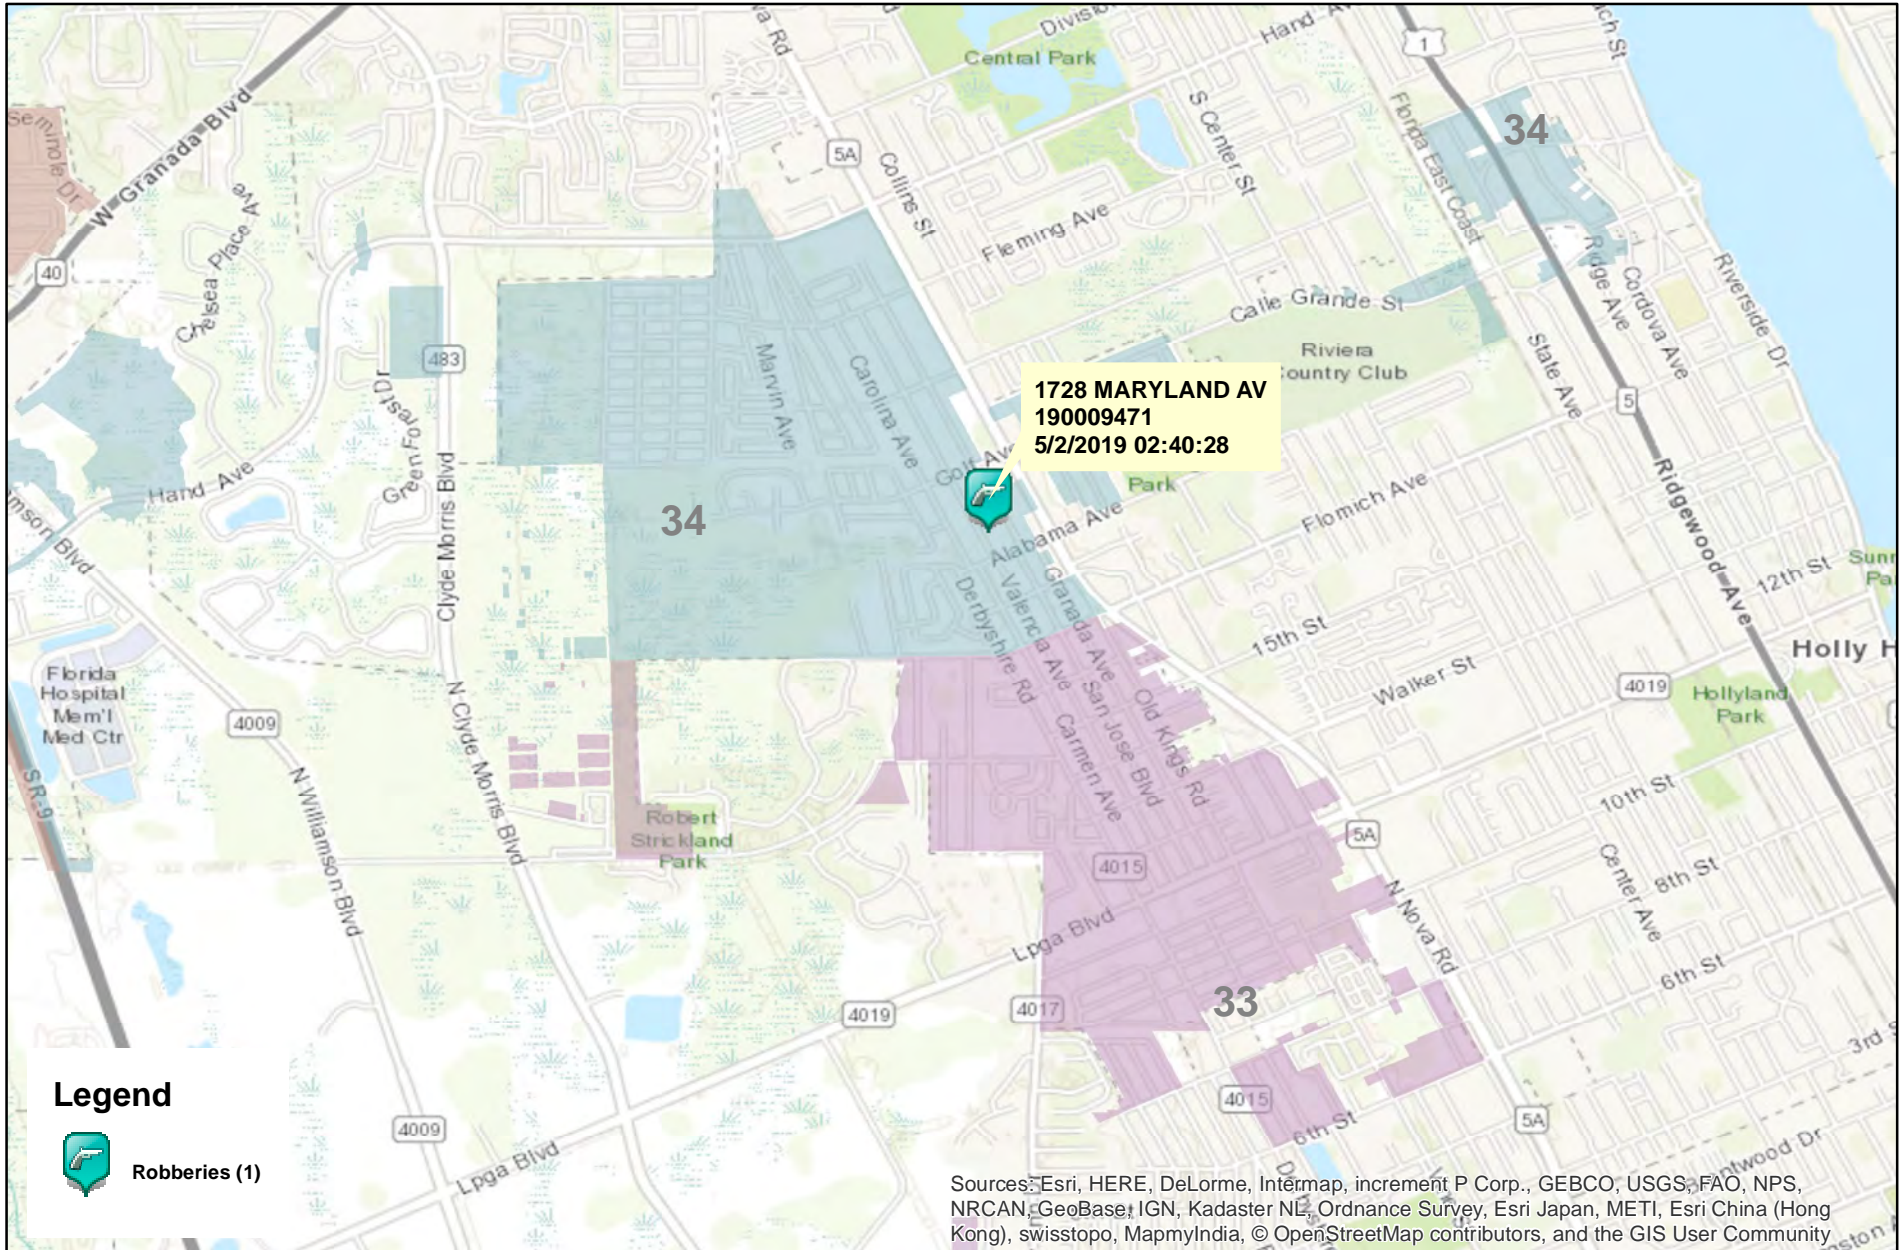 Central Park
Hand Av
1
W Granada Blvd
5A
Collins St
S Center St
Florida East Coast
34
Seminole Dr
Chelsea Place Ave
Fleming Ave
Ridge Ave
Cordova Ave
Riverside Dr
40
Calle Grande St
483
Marvin Ave
Carolina Ave
Riviera
Country Club
State Ave
5
Green Forest Dr
1728 MARYLAND AV
190009471
5/2/2019 02:40:28
Golf Ave
Park
Hand Ave
Clyde Morris Blvd
34
Alabama Ave
Flomich Ave
Ridgewood Ave
12th St
Derbyshire Rd
Valencia Ave
Granada Ave
15th St
Holly H
Florida
Hospital
Mem'l
Med Ctr
4009
N Clyde Morris Blvd
San Jose Blvd
Old Kings Rd
Carmen Ave
Walker St
4019
Hollyland
Park
SR-9
N Williamson Blvd
Robert
Strickland
Park
10th St
5A
4015
Center Ave
8th St
N Nova Rd
Lpga Blvd
6th St
33
4019
4017
3rd S
Legend
Robberies (1)
4009
Lpga Blvd
4015
6th St
5A
Sources: Esri, HERE, DeLorme, Intermap, increment P Corp., GEBCO, USGS, FAO, NPS,
NRCAN, GeoBase, IGN, Kadaster NL, Ordnance Survey, Esri Japan, METI, Esri China (Hong
Kong), swisstopo, MapmyIndia, © OpenStreetMap contributors, and the GIS User Community